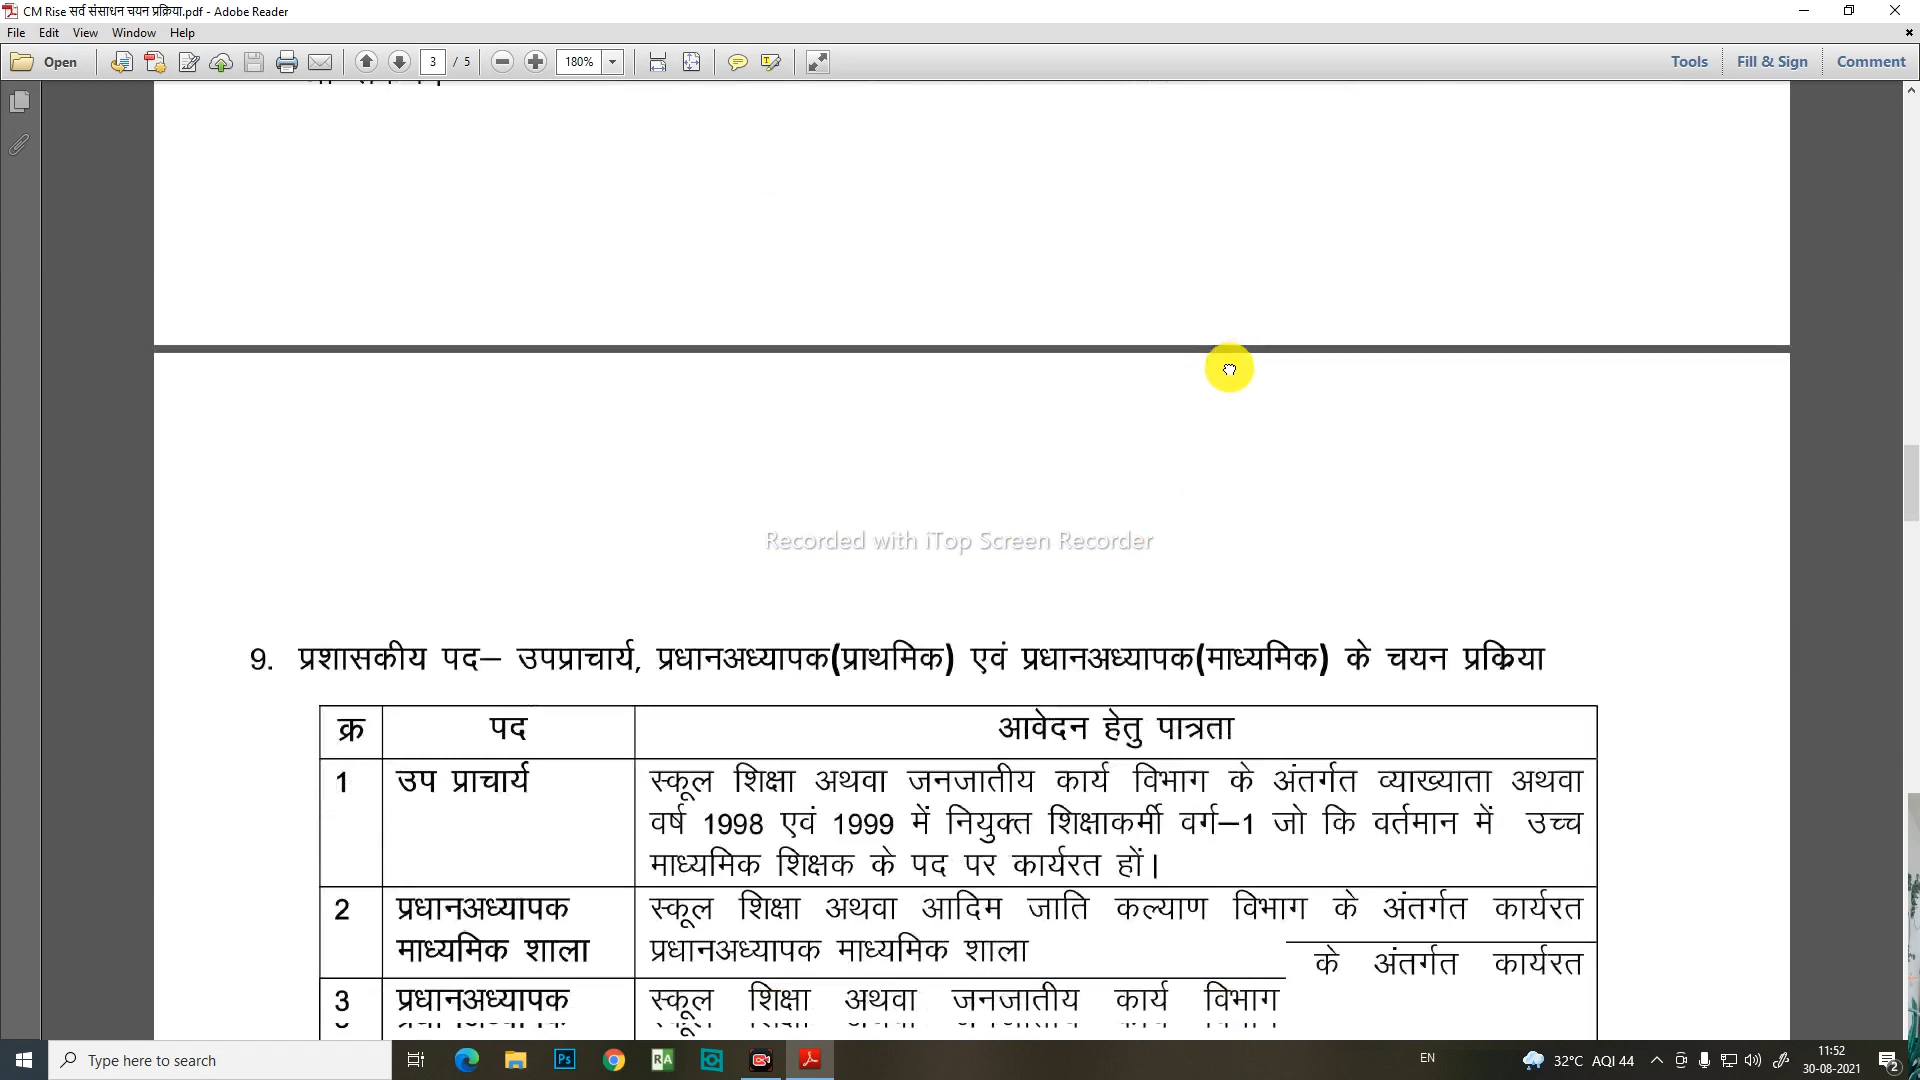 CM Rise सर्व संसाधन चयन प्रक्रिया.pdf - Adobe Reader
File Edit View Window Help
Open 3 / 5 180% Tools Fill & Sign Comment
Recorded with iTop Screen Recorder
9. प्रशासकीय पद– उपप्राचार्य, प्रधानअध्यापक(प्राथमिक) एवं प्रधानअध्यापक(माध्यमिक) के चयन प्रकिया
क्र पद आवेदन हेतु पात्रता
1 उप प्राचार्य स्कूल शिक्षा अथवा जनजातीय कार्य विभाग के अंतर्गत व्याख्याता अथवा
वर्ष 1998 एवं 1999 में नियुक्त शिक्षाकर्मी वर्ग–1 जो कि वर्तमान में उच्च
माध्यमिक शिक्षक के पद पर कार्यरत हों।
2 प्रधानअध्यापक स्कूल शिक्षा अथवा आदिम जाति कल्याण विभाग के अंतर्गत कार्यरत
माध्यमिक शाला प्रधानअध्यापक माध्यमिक शाला
के अंतर्गत कार्यरत
3 प्रधानअध्यापक स्कूल शिक्षा अथवा जनजातीय कार्य विभाग
Type here to search Ps RA EN 32°C AQI 44 11:52
30-08-2021 2